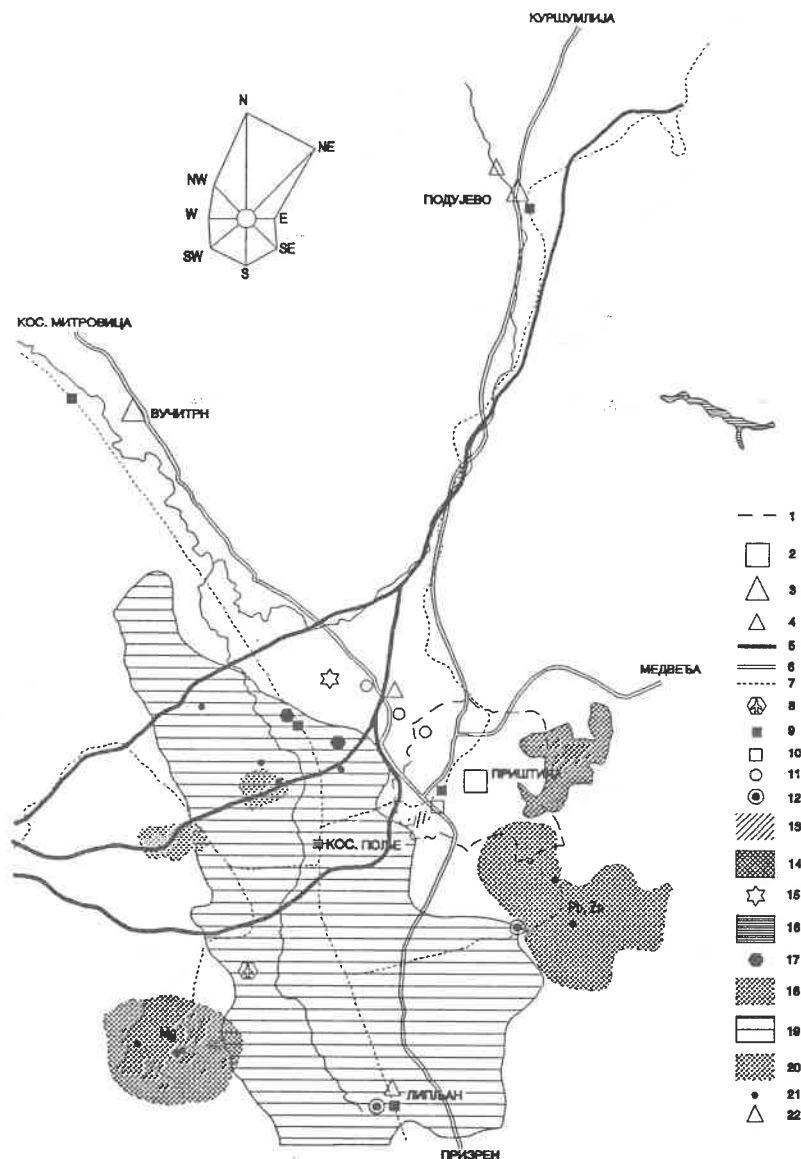 КУРШУМЛИЈА
N
NE
NW
ПОДУЈЕВО
W
E
SW
SE
S
КОС. МИТРОВИЦА
ВУЧИТРН
1
2
3
4
5
6
7
МЕДВЕЂА
8
9
10
11
ПРИШТИНА
12
13
КОС. ПОЉЕ
14
15
Pb, Zn
16
17
18
19
Mg
20
ЛИПЉАН
21
22
ПРИЗРЕН